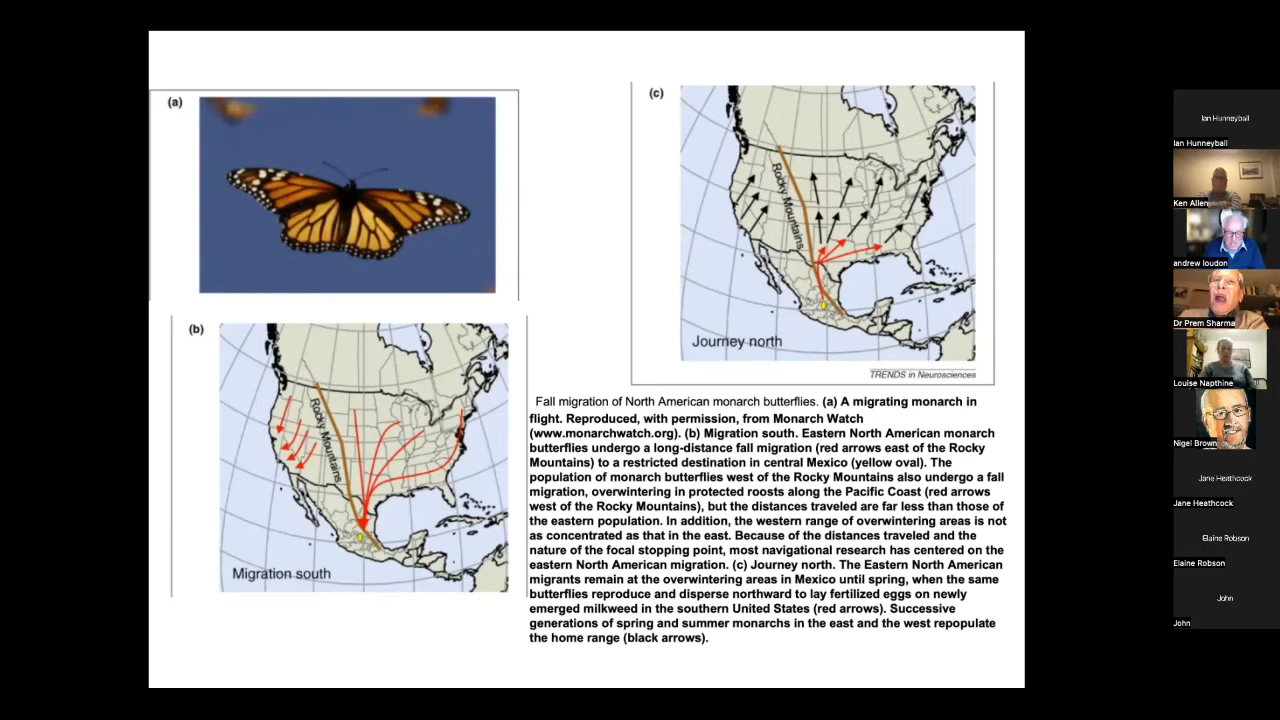 (a)
(b)
Rocky Mountains
Migration south
(c)
Rocky Mountains
Journey north
TRENDS in Neurosciences
Fall migration of North American monarch butterflies. (a) A migrating monarch in
flight. Reproduced, with permission, from Monarch Watch
(www.monarchwatch.org). (b) Migration south. Eastern North American monarch
butterflies undergo a long-distance fall migration (red arrows east of the Rocky
Mountains) to a restricted destination in central Mexico (yellow oval). The
population of monarch butterflies west of the Rocky Mountains also undergo a fall
migration, overwintering in protected roosts along the Pacific Coast (red arrows
west of the Rocky Mountains), but the distances traveled are far less than those of
the eastern population. In addition, the western range of overwintering areas is not
as concentrated as that in the east. Because of the distances traveled and the
nature of the focal stopping point, most navigational research has centered on the
eastern North American migration. (c) Journey north. The Eastern North American
migrants remain at the overwintering areas in Mexico until spring, when the same
butterflies reproduce and disperse northward to lay fertilized eggs on newly
emerged milkweed in the southern United States (red arrows). Successive
generations of spring and summer monarchs in the east and the west repopulate
the home range (black arrows).
Ian Hunneyball
Ian Hunneyball
Ken Allen
andrew loudon
Dr Prem Sharma
Louise Napthine
Nigel Brown
Jane Heathcock
Jane Heathcock
Elaine Robson
Elaine Robson
John
John